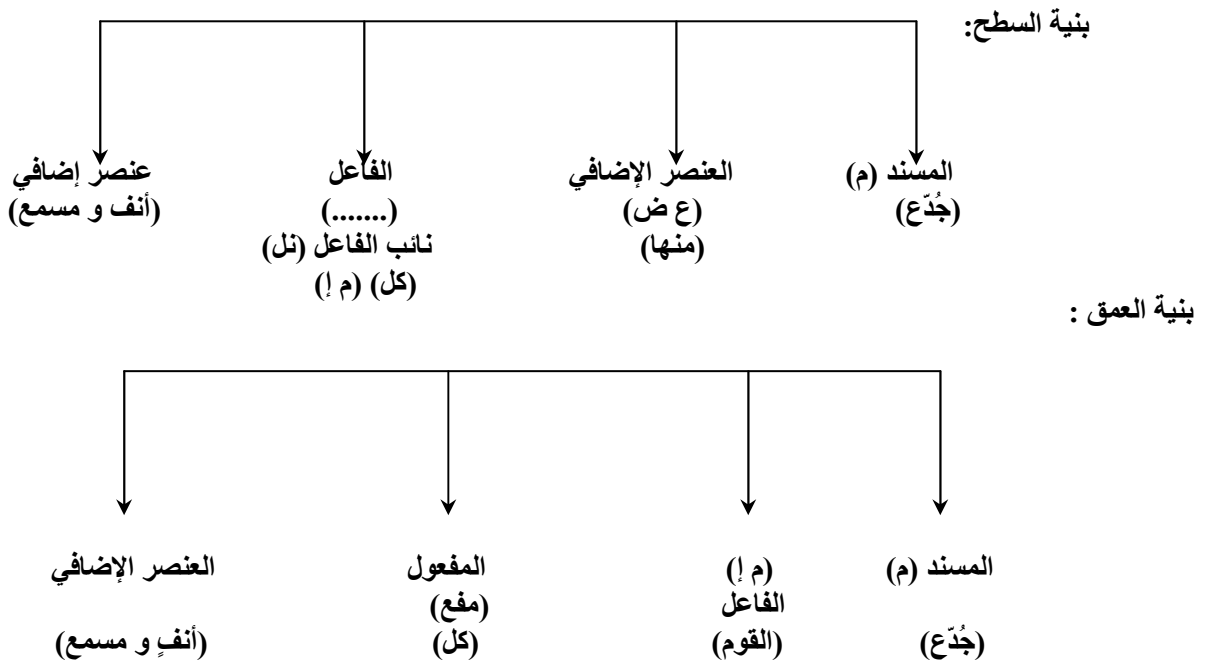 بنية السطح:
المسند (م) العنصر الإضافي الفاعل عنصر إضافي
(جُدّع) (ع ض) (.......) (أنف و مسمع)
(منها) نائب الفاعل (نل)
(كل) (م إ)
بنية العمق :
المسند (م) (م إ) المفعول العنصر الإضافي
الفاعل (مفع)
(جُدّع) (القوم) (كل) (أنفٍ و مسمع)